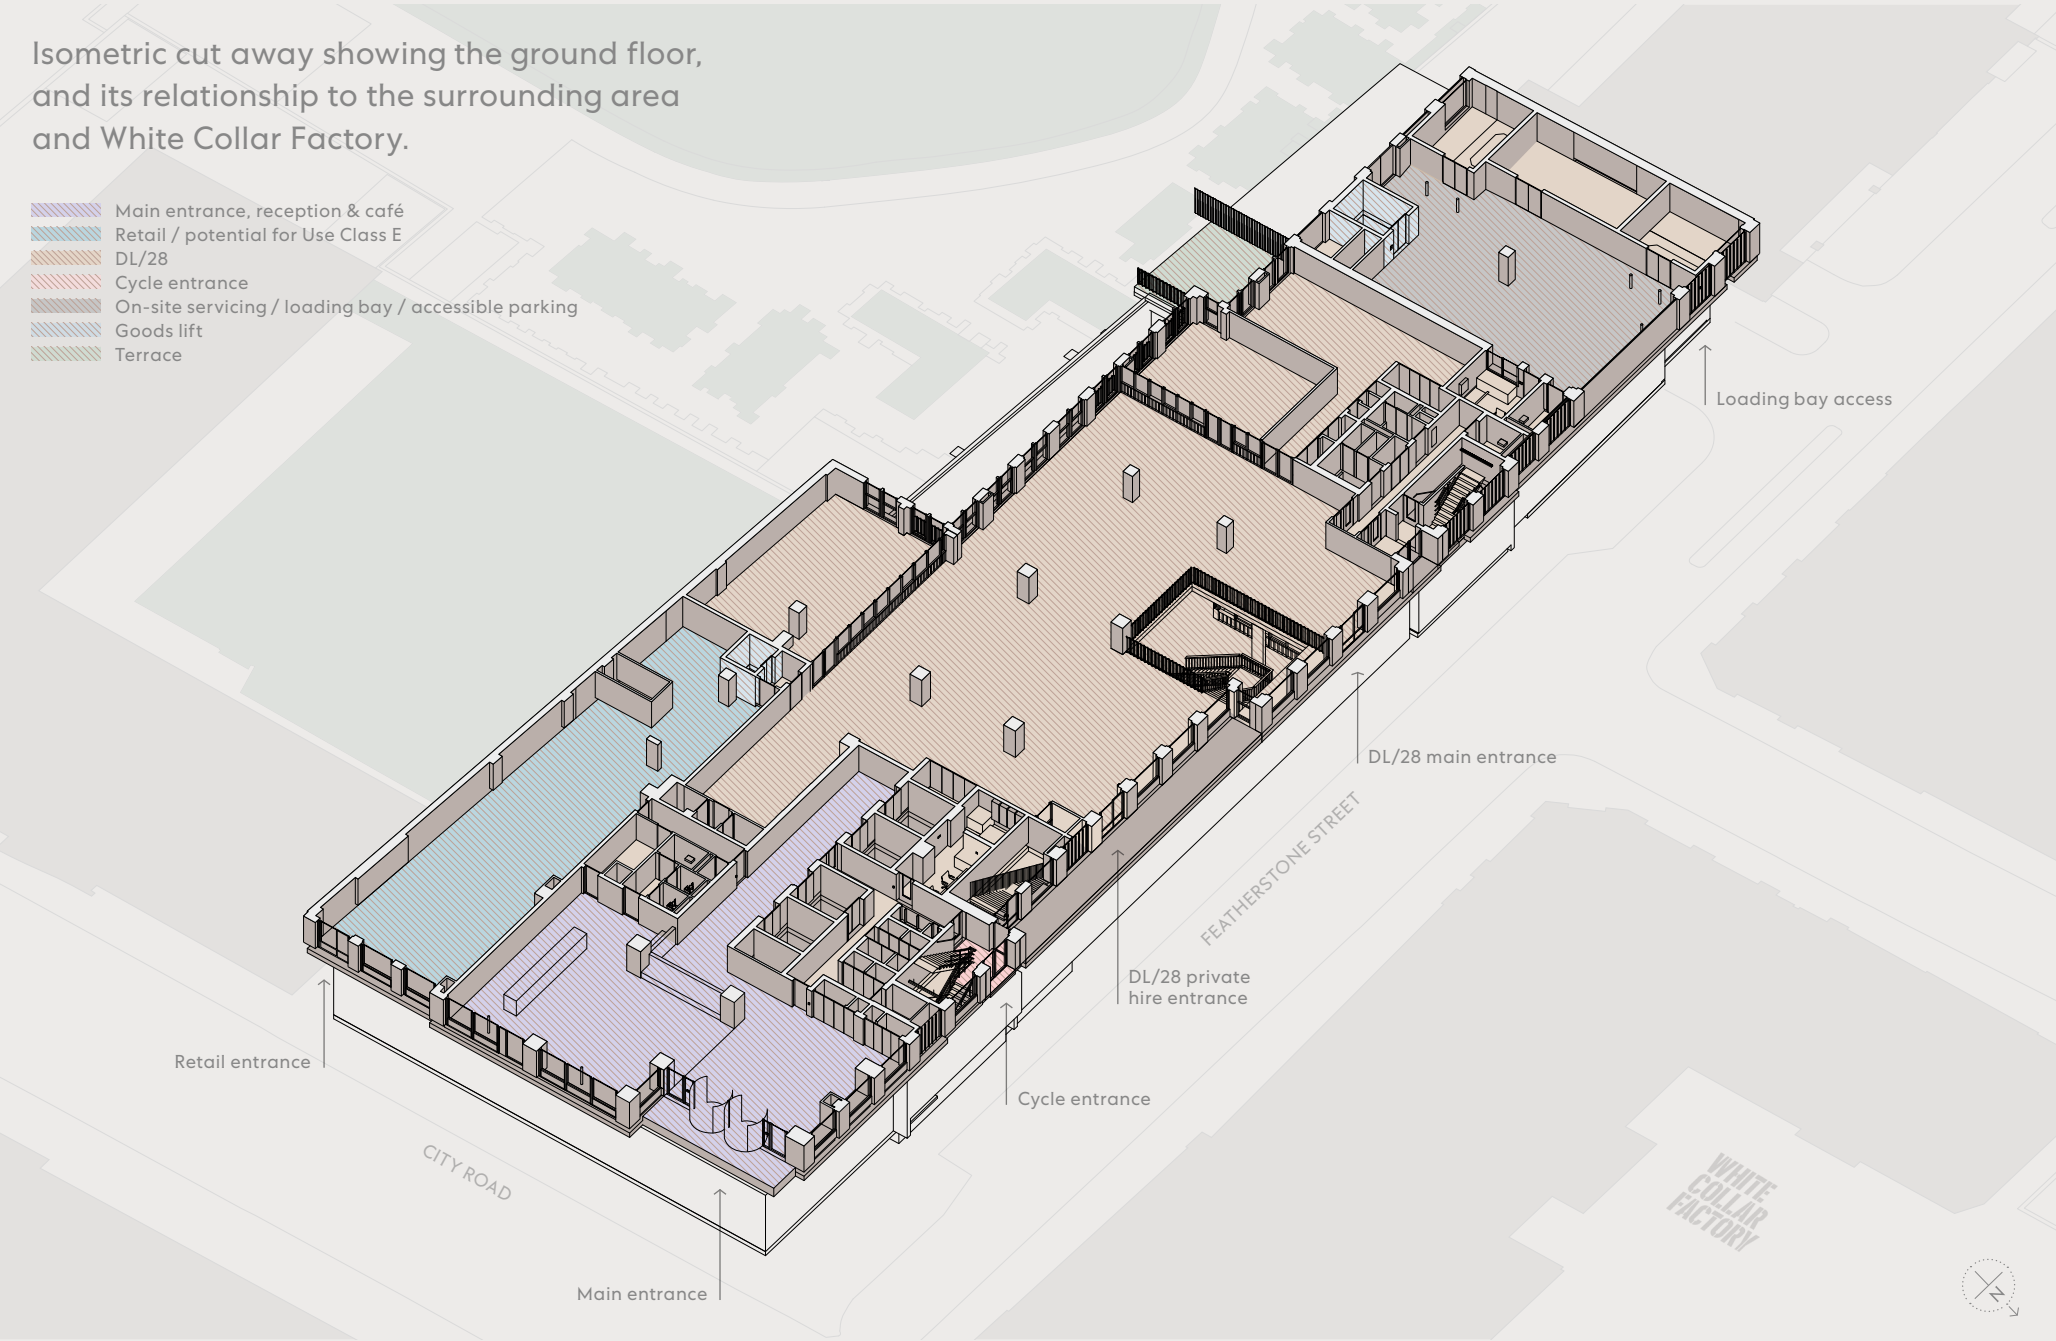 Isometric cut away showing the ground floor,
and its relationship to the surrounding area
and White Collar Factory.
Main entrance, reception & café
Retail / potential for Use Class E
DL/28
Cycle entrance
On-site servicing / loading bay / accessible parking
Goods lift
Terrace
Loading bay access
DL/28 main entrance
FEATHERSTONE STREET
DL/28 private
hire entrance
Retail entrance
Cycle entrance
CITY ROAD
WHITE
COLLAR
FACTORY
Main entrance
N